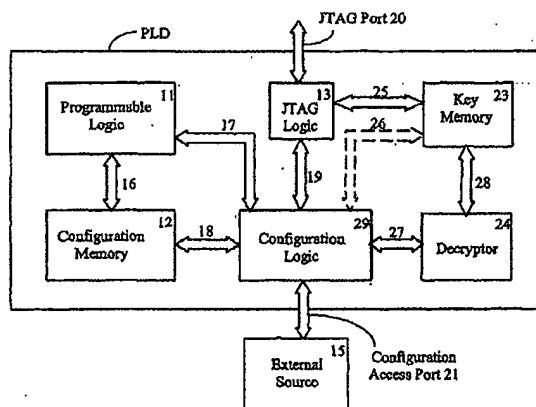 PLD
JTAG Port 20
11
Programmable
Logic
13
JTAG
Logic
25
23
Key
Memory
17
26
16
19
28
12
Configuration
Memory
18
29
Configuration
Logic
27
24
Decryptor
15
External
Source
Configuration
Access Port 21